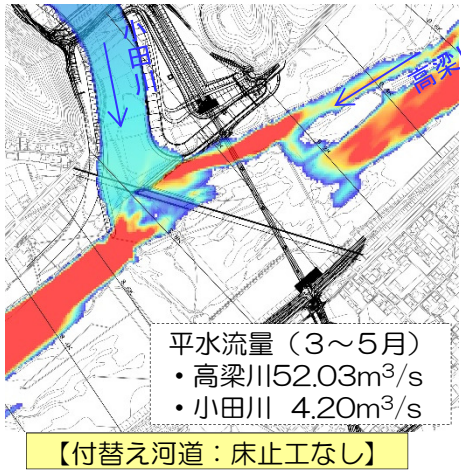 小田川
高梁川
平水流量（3～5月）
・高梁川52.03m³/s
・小田川 4.20m³/s
【付替え河道：床止工なし】